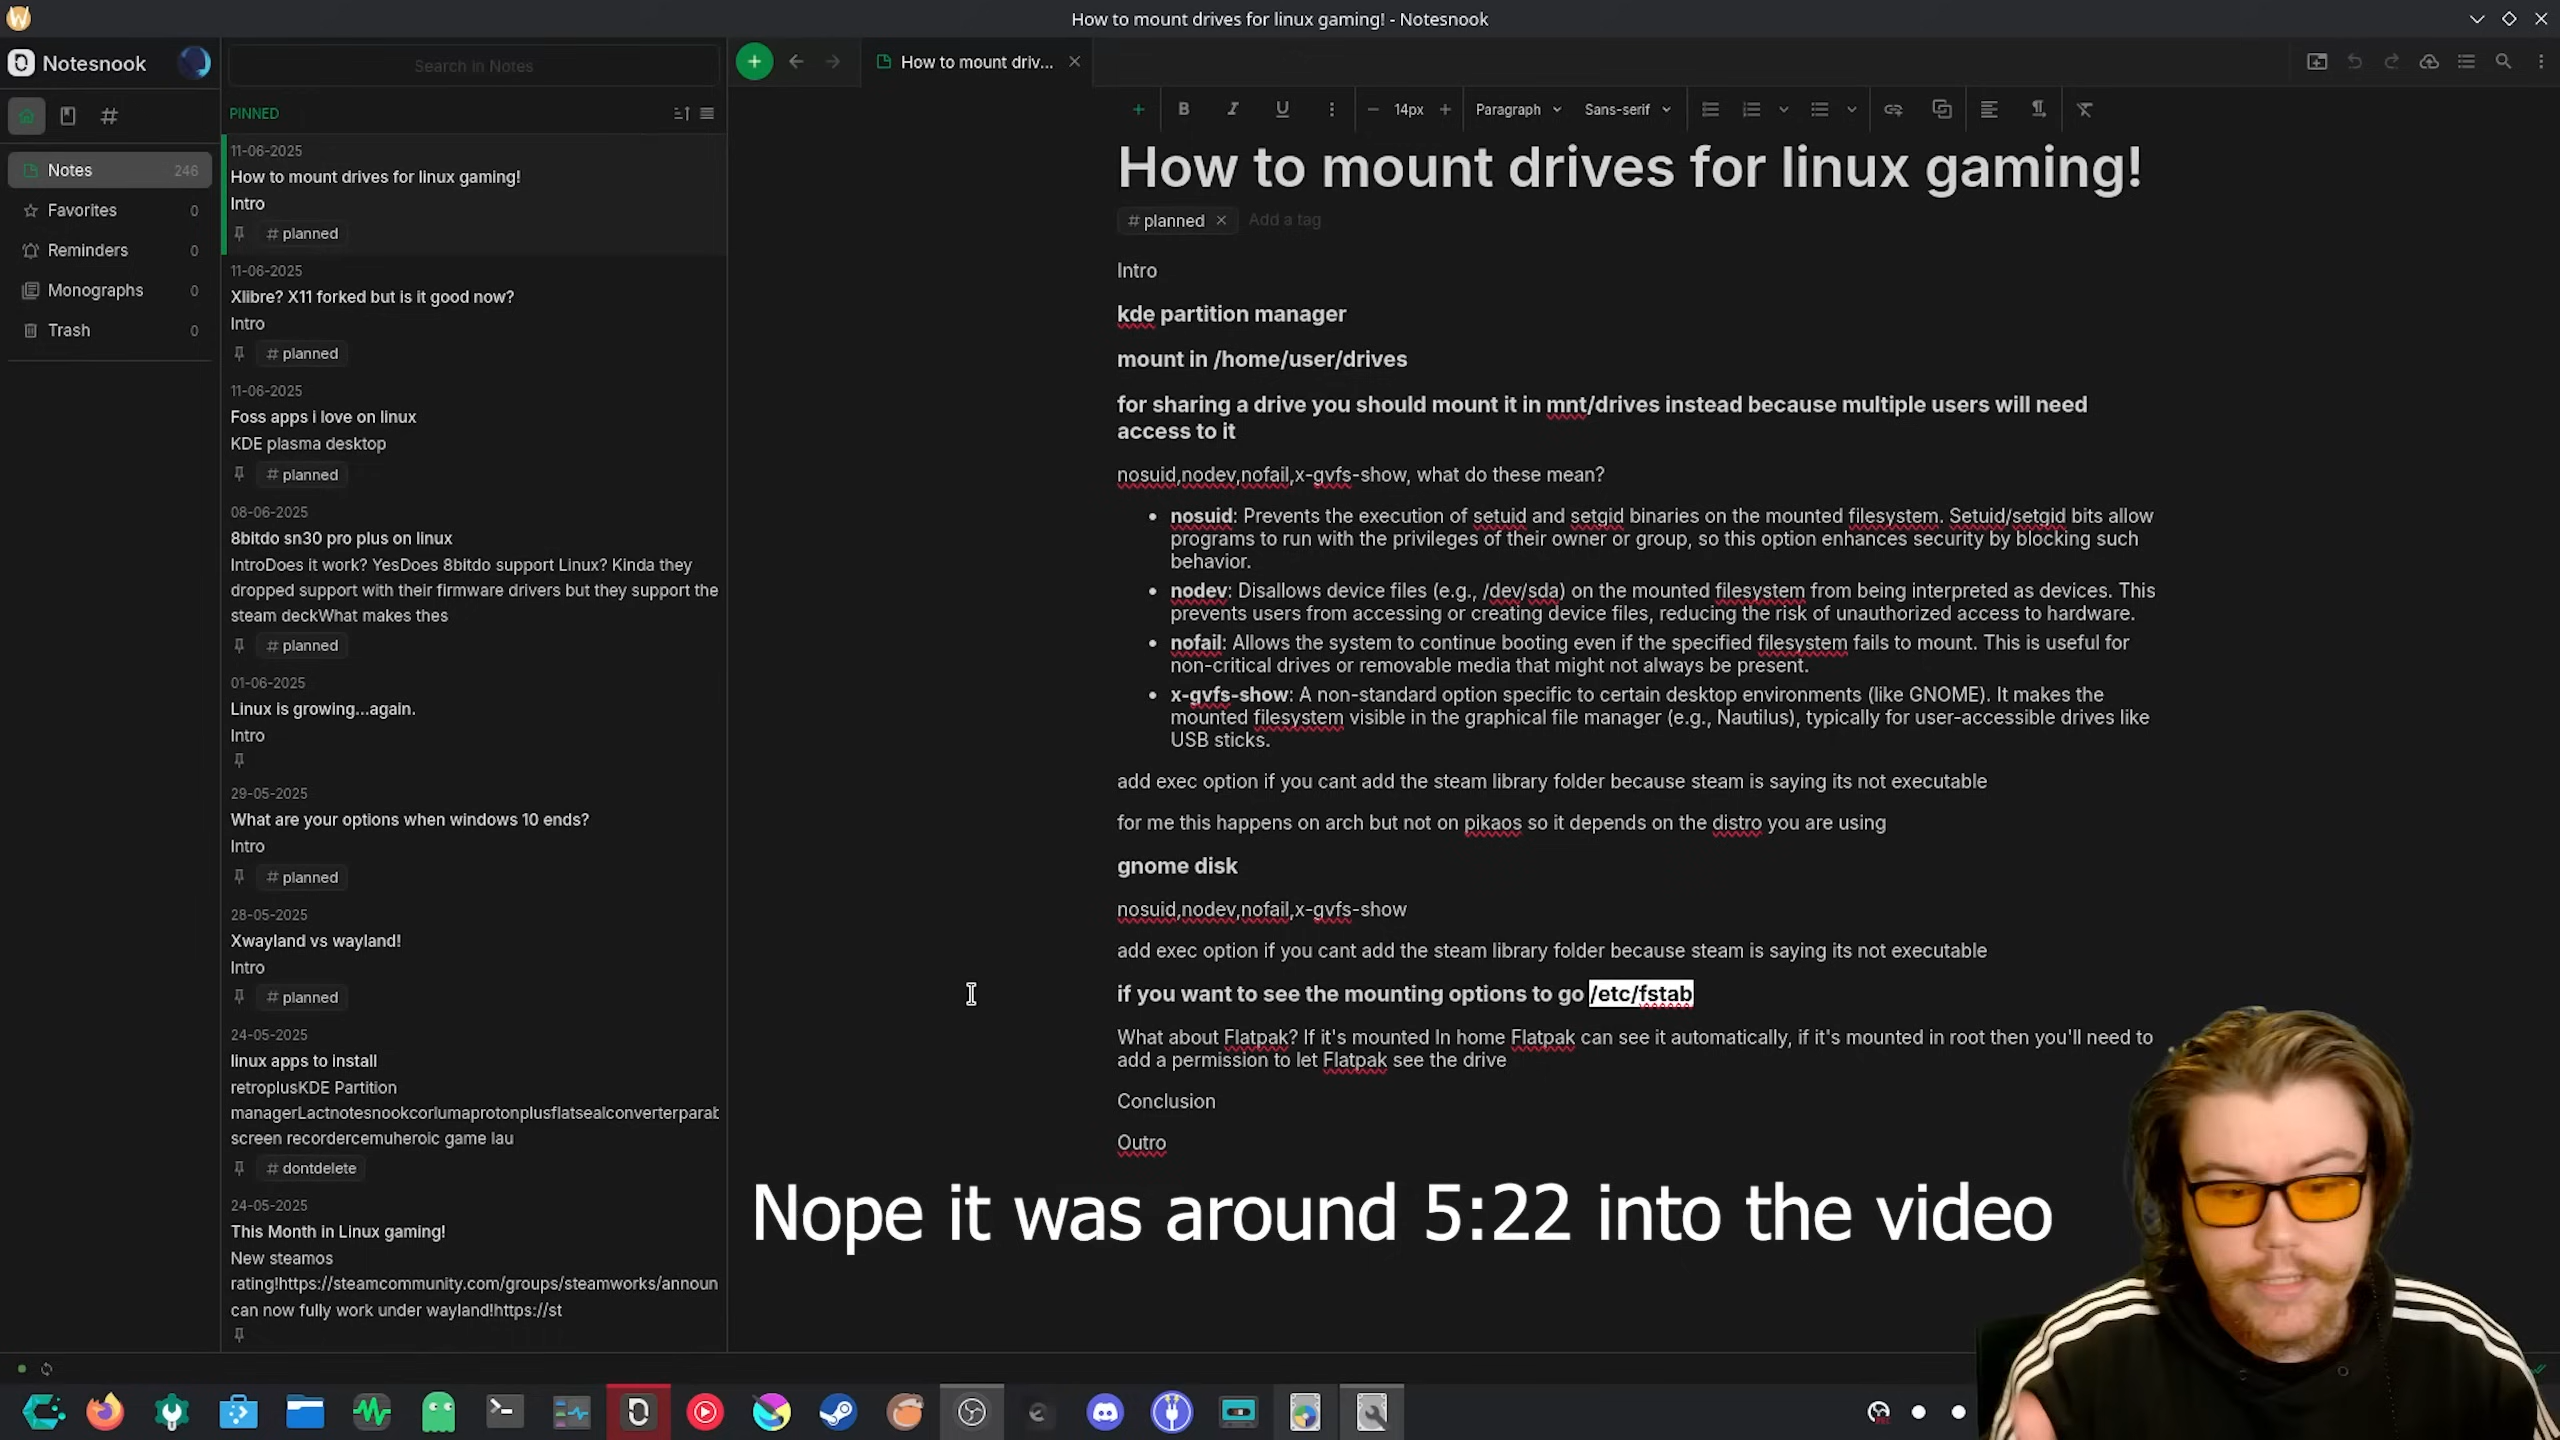 How to mount drives for linux gaming! - Notesnook
Notesnook
Search in Notes
How to mount driv...
PINNED
14px
Paragraph
Sans-serif
Notes 246
Favorites 0
Reminders 0
Monographs 0
Trash 0
11-06-2025
How to mount drives for linux gaming!
Intro
# planned
11-06-2025
Xlibre? X11 forked but is it good now?
Intro
# planned
11-06-2025
Foss apps i love on linux
KDE plasma desktop
# planned
08-06-2025
8bitdo sn30 pro plus on linux
IntroDoes it work? YesDoes 8bitdo support Linux? Kinda they
dropped support with their firmware drivers but they support the
steam deckWhat makes thes
# planned
01-06-2025
Linux is growing...again.
Intro
29-05-2025
What are your options when windows 10 ends?
Intro
# planned
28-05-2025
Xwayland vs wayland!
Intro
# planned
24-05-2025
linux apps to install
retroplusKDE Partition
managerLactnotesnookcorlumaprotonplusflatsealconverterparab
screen recordercemuheroic game lau
# dontdelete
24-05-2025
This Month in Linux gaming!
New steamos
rating!https://steamcommunity.com/groups/steamworks/announ
can now fully work under wayland!https://st
How to mount drives for linux gaming!
# planned Add a tag
Intro
kde partition manager
mount in /home/user/drives
for sharing a drive you should mount it in mnt/drives instead because multiple users will need
access to it
nosuid,nodev,nofail,x-gvfs-show, what do these mean?
• nosuid: Prevents the execution of setuid and setgid binaries on the mounted filesystem. Setuid/setgid bits allow
programs to run with the privileges of their owner or group, so this option enhances security by blocking such
behavior.
• nodev: Disallows device files (e.g., /dev/sda) on the mounted filesystem from being interpreted as devices. This
prevents users from accessing or creating device files, reducing the risk of unauthorized access to hardware.
• nofail: Allows the system to continue booting even if the specified filesystem fails to mount. This is useful for
non-critical drives or removable media that might not always be present.
• x-gvfs-show: A non-standard option specific to certain desktop environments (like GNOME). It makes the
mounted filesystem visible in the graphical file manager (e.g., Nautilus), typically for user-accessible drives like
USB sticks.
add exec option if you cant add the steam library folder because steam is saying its not executable
for me this happens on arch but not on pikaos so it depends on the distro you are using
gnome disk
nosuid,nodev,nofail,x-gvfs-show
add exec option if you cant add the steam library folder because steam is saying its not executable
if you want to see the mounting options to go /etc/fstab
What about Flatpak? If it's mounted In home Flatpak can see it automatically, if it's mounted in root then you'll need to
add a permission to let Flatpak see the drive
Conclusion
Outro
Nope it was around 5:22 into the video